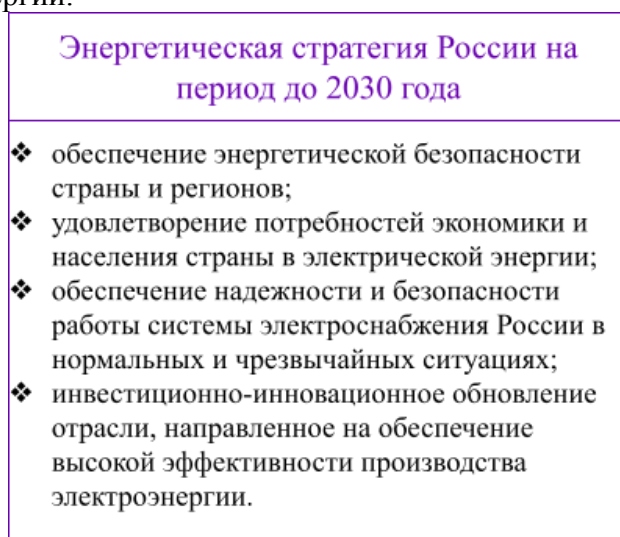 Энергетическая стратегия России на
период до 2030 года
❖ обеспечение энергетической безопасности
страны и регионов;
❖ удовлетворение потребностей экономики и
населения страны в электрической энергии;
❖ обеспечение надежности и безопасности
работы системы электроснабжения России в
нормальных и чрезвычайных ситуациях;
❖ инвестиционно-инновационное обновление
отрасли, направленное на обеспечение
высокой эффективности производства
электроэнергии.